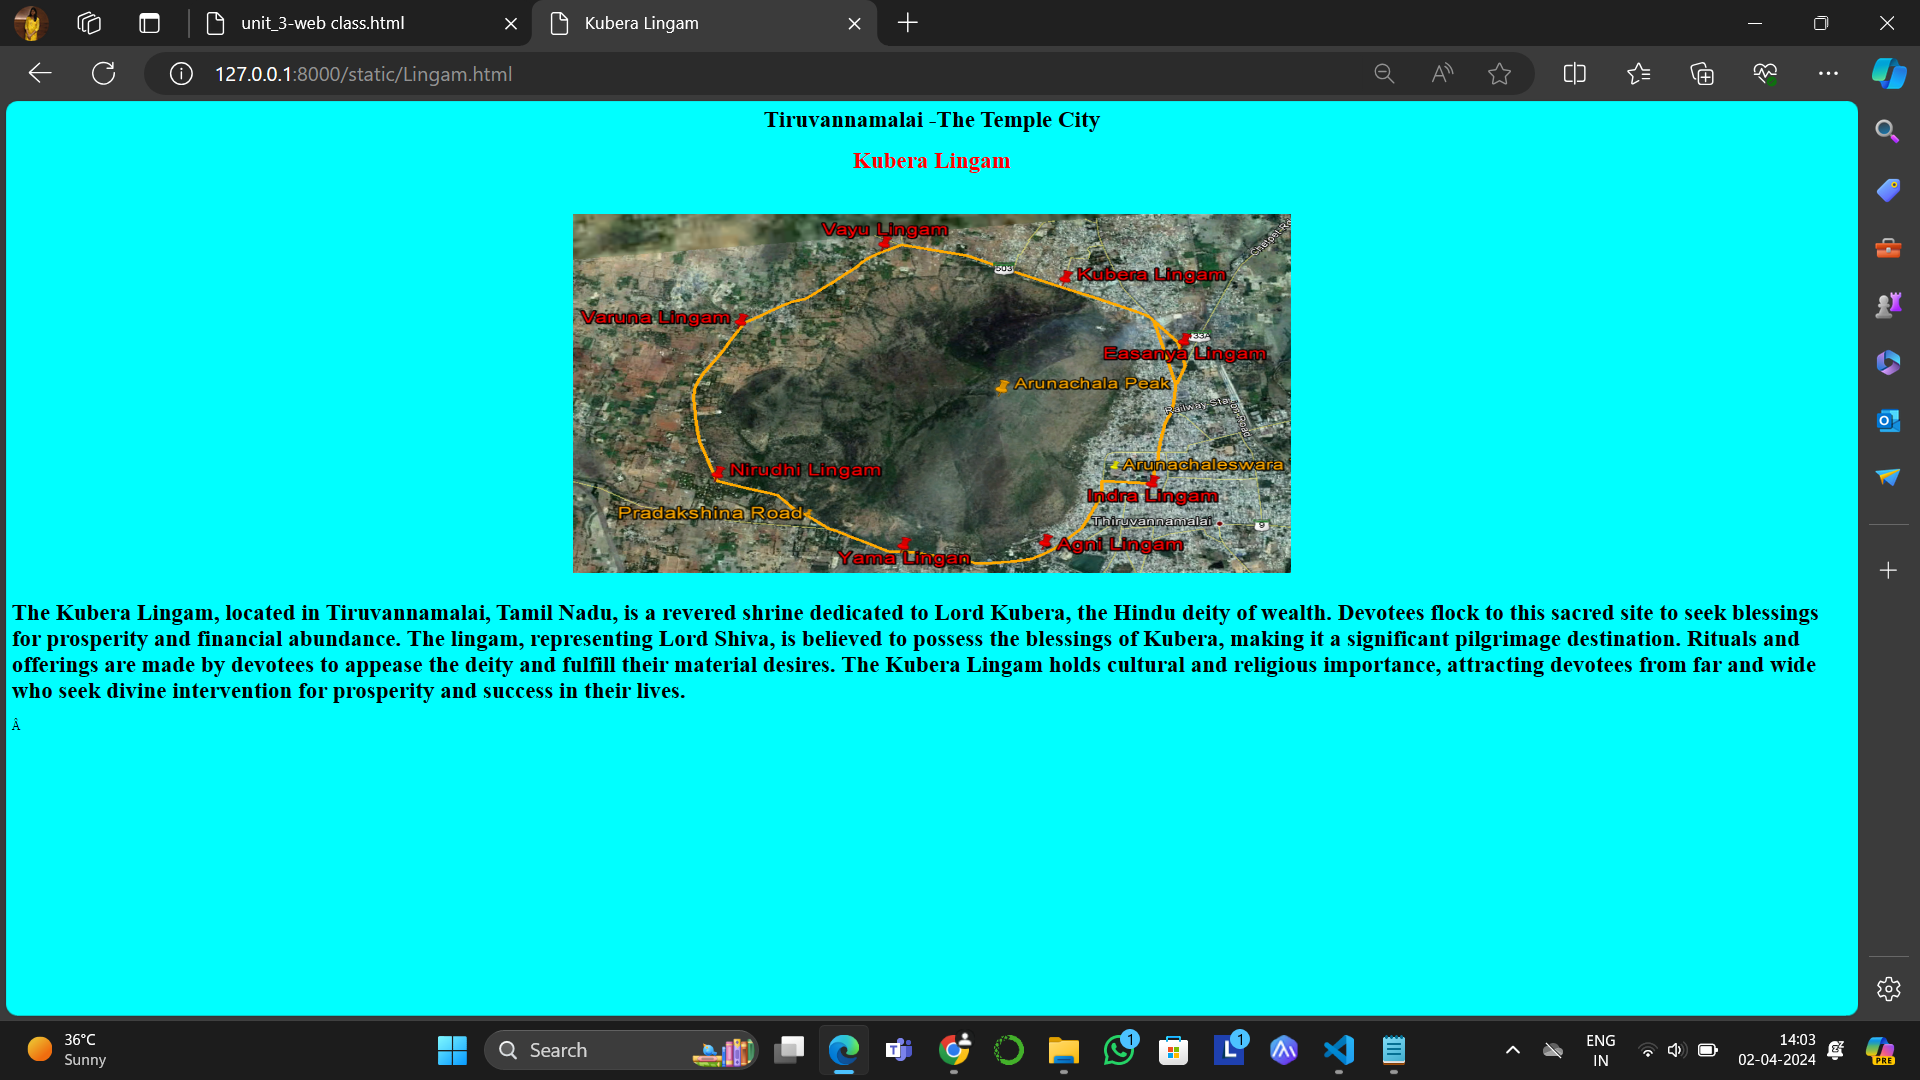 unit_3-web class.html
Kubera Lingam
127.0.0.1:8000/static/Lingam.html
Tiruvannamalai -The Temple City
Kubera Lingam
Vayu Lingam
503
Kubera Lingam
Varuna Lingam
Easanya Lingam
Arunachala Peak
Nirudhi Lingam
Arunachaleswara
Indra Lingam
Pradakshina Road
Thiruvannamalai
9
Yama Lingan
Agni Lingam
The Kubera Lingam, located in Tiruvannamalai, Tamil Nadu, is a revered shrine dedicated to Lord Kubera, the Hindu deity of wealth. Devotees flock to this sacred site to seek blessings
for prosperity and financial abundance. The lingam, representing Lord Shiva, is believed to possess the blessings of Kubera, making it a significant pilgrimage destination. Rituals and
offerings are made by devotees to appease the deity and fulfill their material desires. The Kubera Lingam holds cultural and religious importance, attracting devotees from far and wide
who seek divine intervention for prosperity and success in their lives.
Â
36°C
Sunny
Search
1
1
ENG
IN
14:03
02-04-2024
PRE